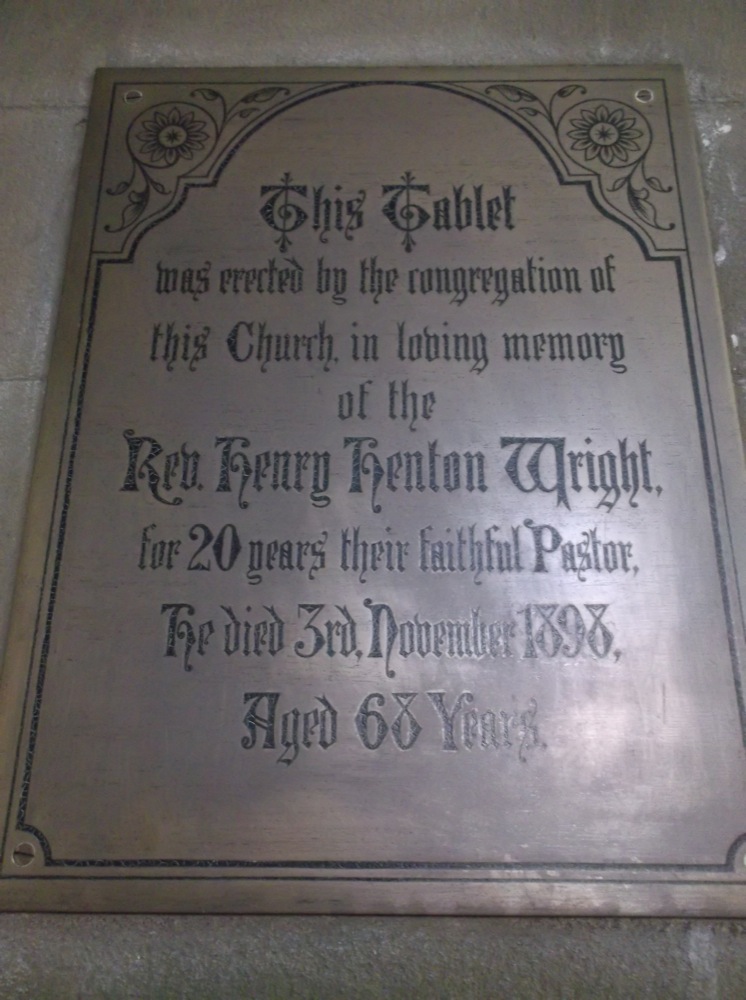 This Tablet
was erected by the congregation of
this Church, in loving memory
of the
Rev. Henry Henton Wright,
for 20 years their faithful Pastor,
He died 3rd, November 1898,
Aged 68 Years.